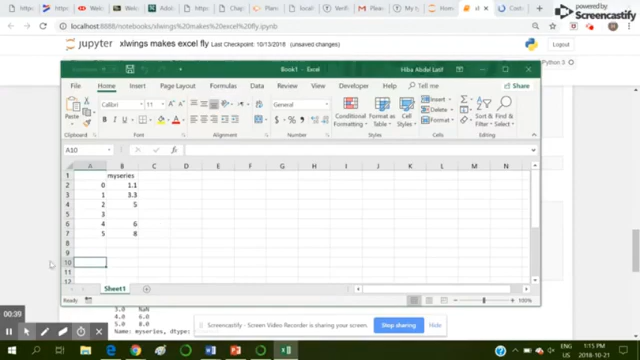 powered by
SCREENCASTIFY
localhost:8888/notebooks/xlwings%20makes%20excel%20fly.ipynb
jupyter xlwings makes excel fly Last Checkpoint: 10/13/2018 (unsaved changes)
Logout
Python 3
Book1 - Excel
Hiba Abdel Latif
File Home Insert Page Layout Formulas Data Review View Help Tell me Share
Calibri 11 General Insert
Delete
Format
Paste
Conditional Formatting Format as Table Cell Styles
Sort & Filter Find & Select
Clipboard Font Alignment Number Styles Cells Editing
A10
A B C D E F G H I J K L M N
1 myseries
2 0 1.1
3 1 3.3
4 2 5
5 3
6 4 6
7 5 8
8
9
10
11
12
Sheet1
Ready
100%
00:39
3.0 NaN
4.0 6.0
5.0 8.0
Name: myseries, dtype:
Screencastify - Screen Video Recorder is sharing your screen.
Stop sharing
Hide
ENG
1:15 PM
2018-10-21